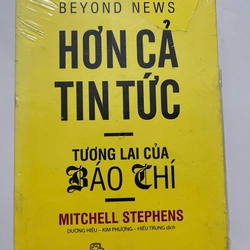 BEYOND NEWS
HƠN CẢ
TIN TỨC
TƯƠNG LAI CỦA
BÁO CHÍ
MITCHELL STEPHENS
DƯƠNG HIẾU - KIM PHƯỢNG - HIẾU TRUNG dịch